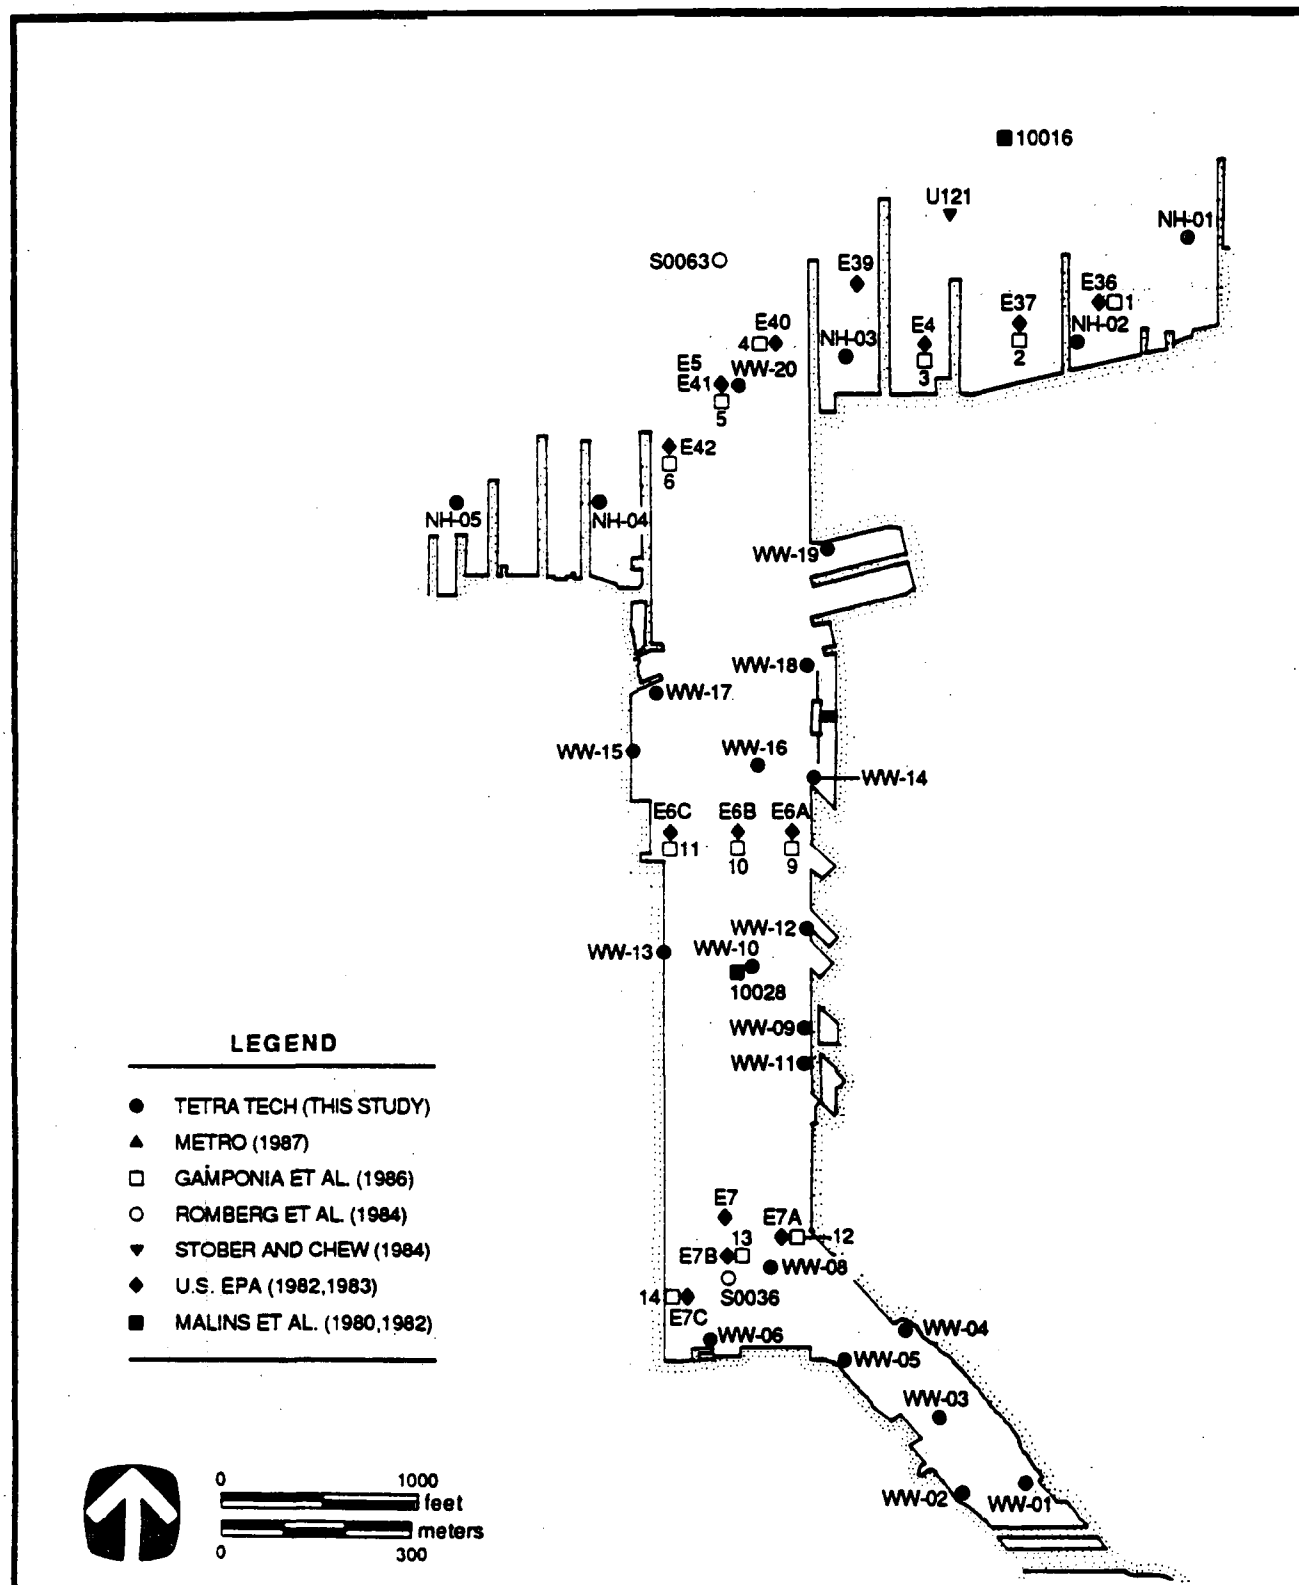 10016
U121
NH-01
S0063
E39
E36
1
E37
NH-02
2
E40
4
NH-03
E4
3
E5
E41
WW-20
5
E42
6
NH-05
NH-04
WW-19
WW-18
WW-17
WW-15
WW-16
WW-14
E6C
E6B
E6A
11
10
9
WW-12
WW-13
WW-10
10028
WW-09
WW-11
E7
E7A
12
13
E7B
WW-08
S0036
14
E7C
WW-06
WW-04
WW-05
WW-03
WW-02
WW-01
LEGEND
TETRA TECH (THIS STUDY)
METRO (1987)
GAMPONIA ET AL. (1986)
ROMBERG ET AL. (1984)
STOBER AND CHEW (1984)
U.S. EPA (1982,1983)
MALINS ET AL. (1980,1982)
0 1000
feet
meters
0 300